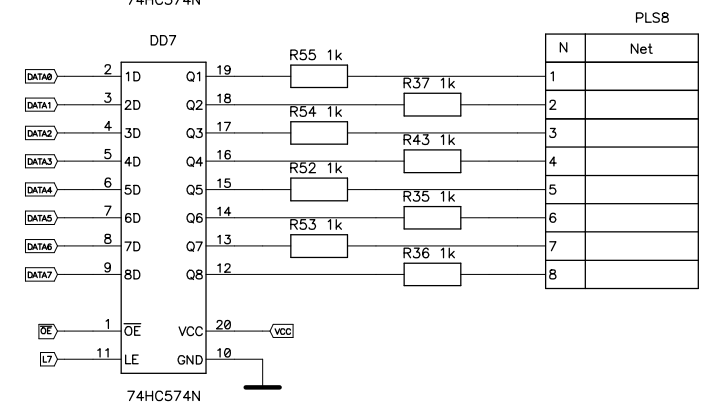 74HC574N
PLS8
DD7
N Net
R55 1k
DATA0 2 1D Q1 19 1
R37 1k
DATA1 3 2D Q2 18 2
R54 1k
DATA2 4 3D Q3 17 3
R43 1k
DATA3 5 4D Q4 16 4
R52 1k
DATA4 6 5D Q5 15 5
R35 1k
DATA5 7 6D Q6 14 6
R53 1k
DATA6 8 7D Q7 13 7
R36 1k
DATA7 9 8D Q8 12 8
OE 1 OE VCC 20 VCC
L7 11 LE GND 10
74HC574N